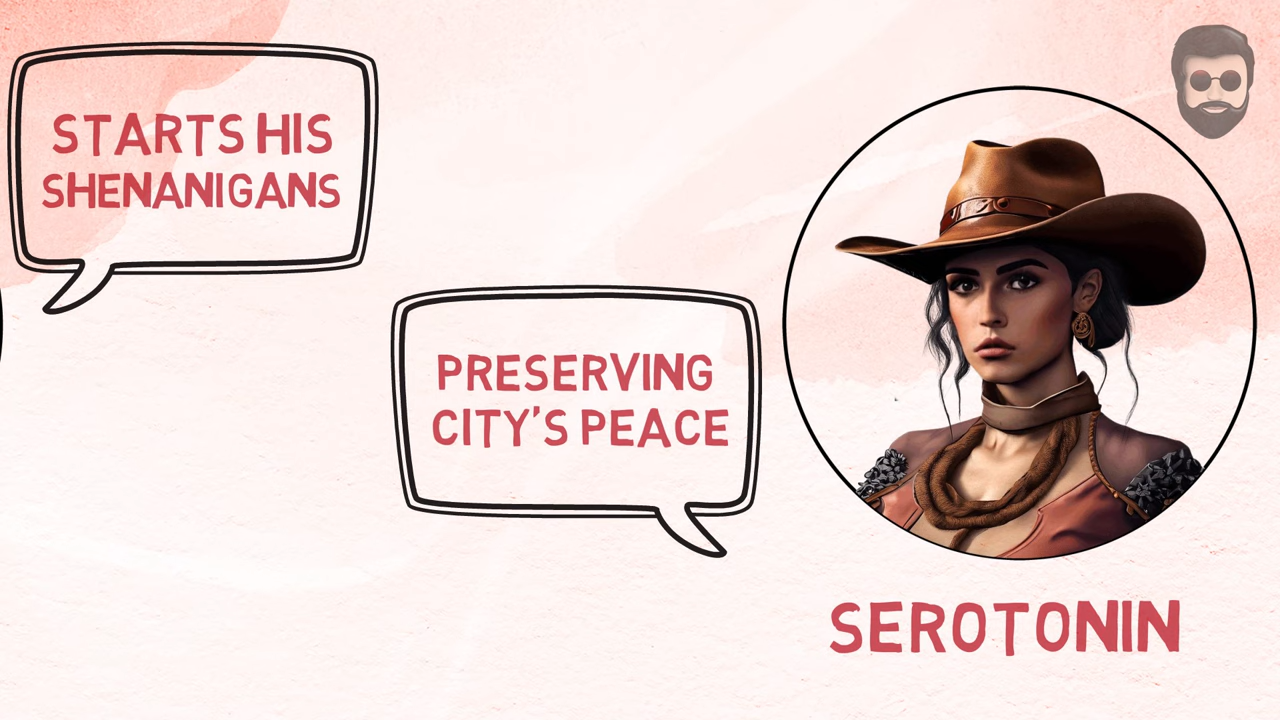 STARTS HIS
SHENANIGANS
PRESERVING
CITY'S PEACE
SEROTONIN